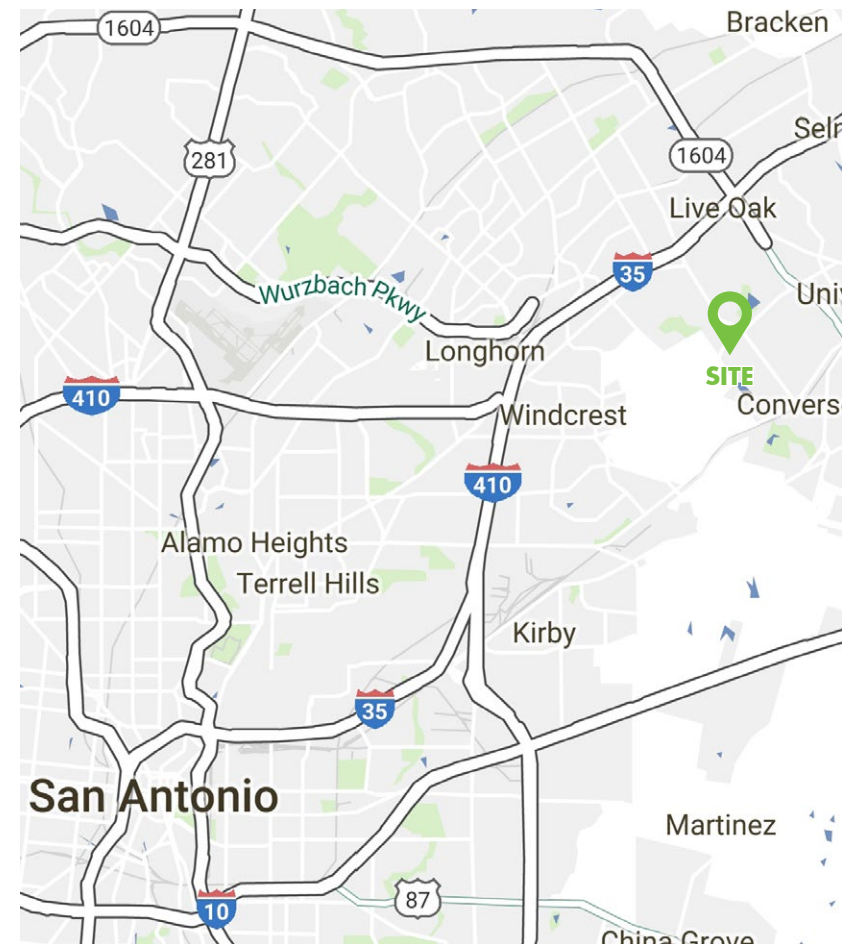 Bracken
1604
Selr
281
1604
Live Oak
35
Wurzbach Pkwy
Univ
Longhorn
SITE
410
Convers
Windcrest
410
Alamo Heights
Terrell Hills
Kirby
35
San Antonio
Martinez
87
10
China Grove